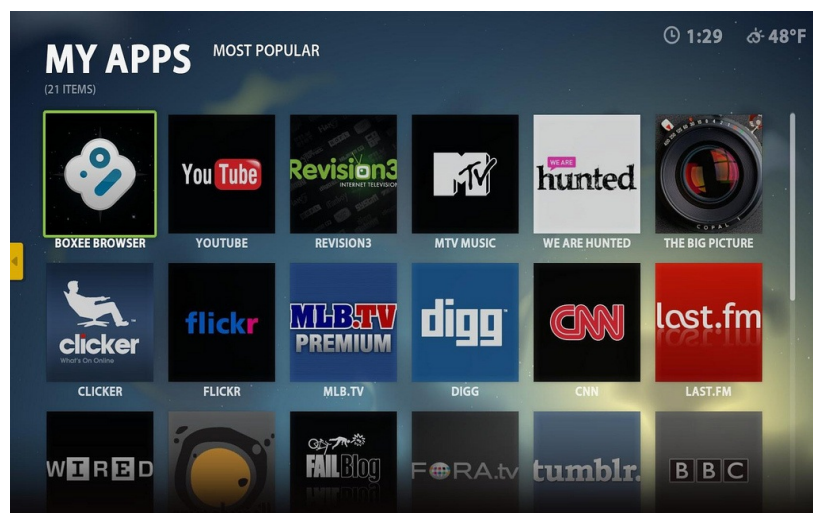 MY APPS
MOST POPULAR
1:29
48°F
(21 ITEMS)
You Tube
Revision3
INTERNET TELEVISION
MTV
WE ARE
hunted
COPAL
BOXEE BROWSER
YOUTUBE
REVISION3
MTV MUSIC
WE ARE HUNTED
THE BIG PICTURE
clicker
What's On Online
flickr
MLB.TV
PREMIUM
digg
CNN
last.fm
CLICKER
FLICKR
MLB.TV
DIGG
CNN
LAST.FM
WIRED
FAILBlog
FORA.tv
tumblr.
BBC